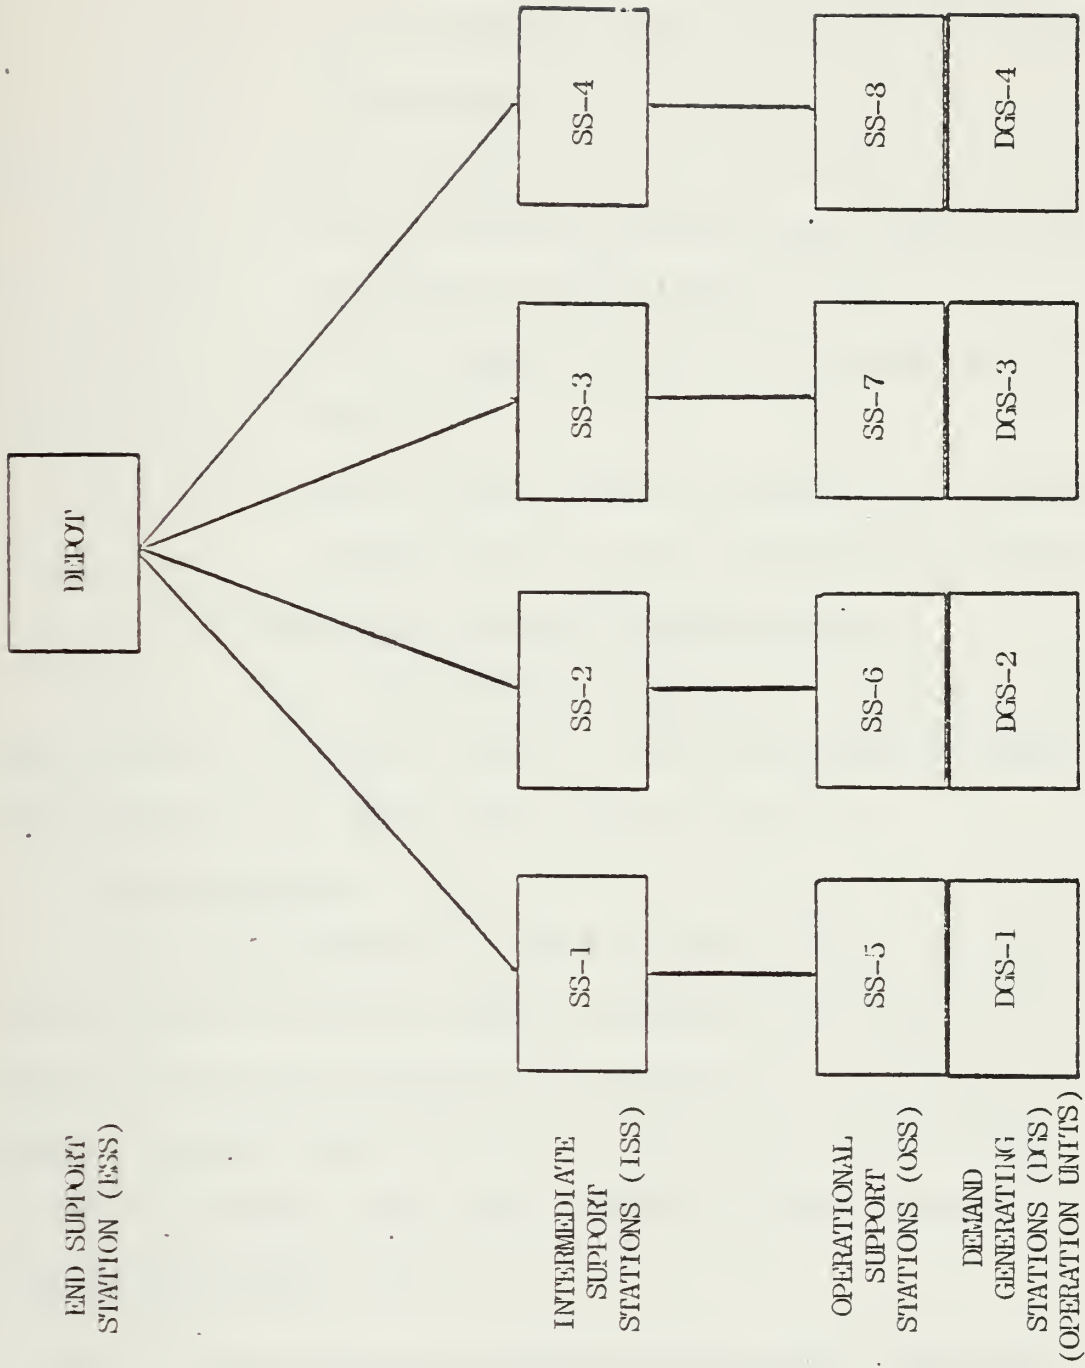 END SUPPORT
STATION (ESS)
DEPOT
INTERMEDIATE
SUPPORT
STATIONS (ISS)
SS-1
SS-2
SS-3
SS-4
OPERATIONAL
SUPPORT
STATIONS (OSS)
SS-5
SS-6
SS-7
SS-8
DEMAND
GENERATING
STATIONS (DGS)
(OPERATION UNITS)
DGS-1
DGS-2
DGS-3
DGS-4